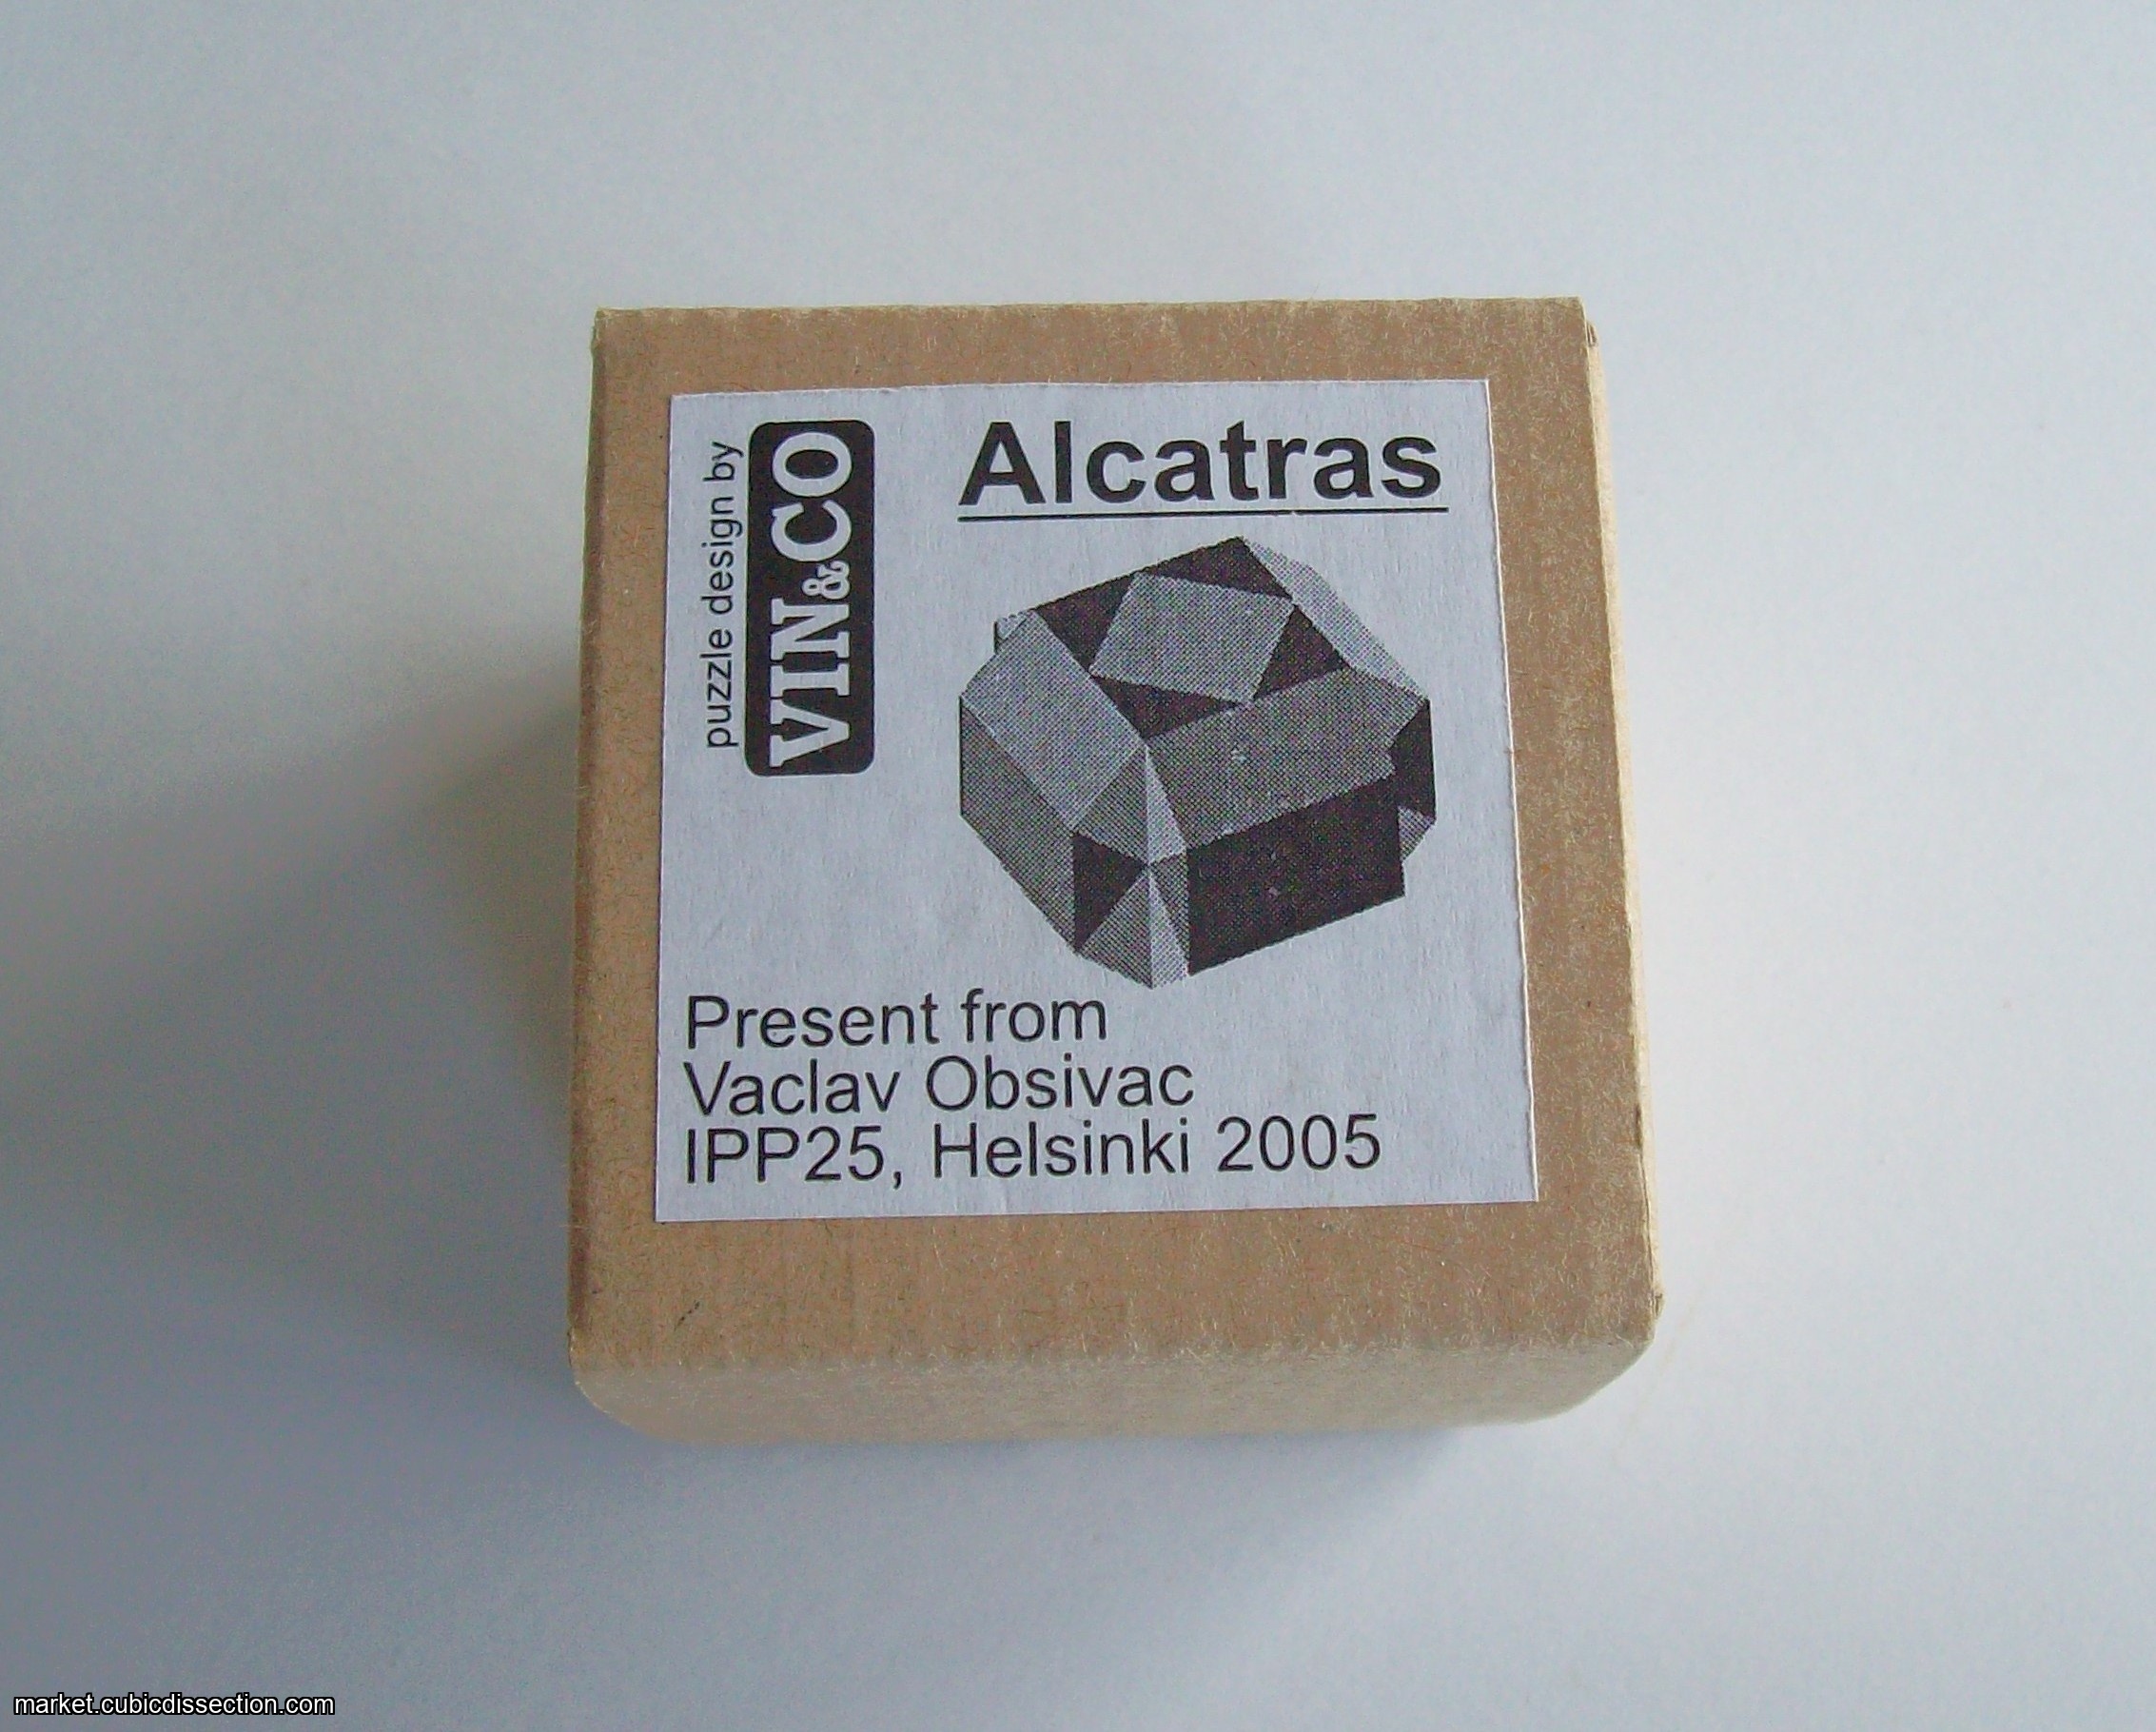 puzzle design by
VIN&CO
Alcatras
Present from
Vaclav Obsivac
IPP25, Helsinki 2005
market.cubicdissection.com